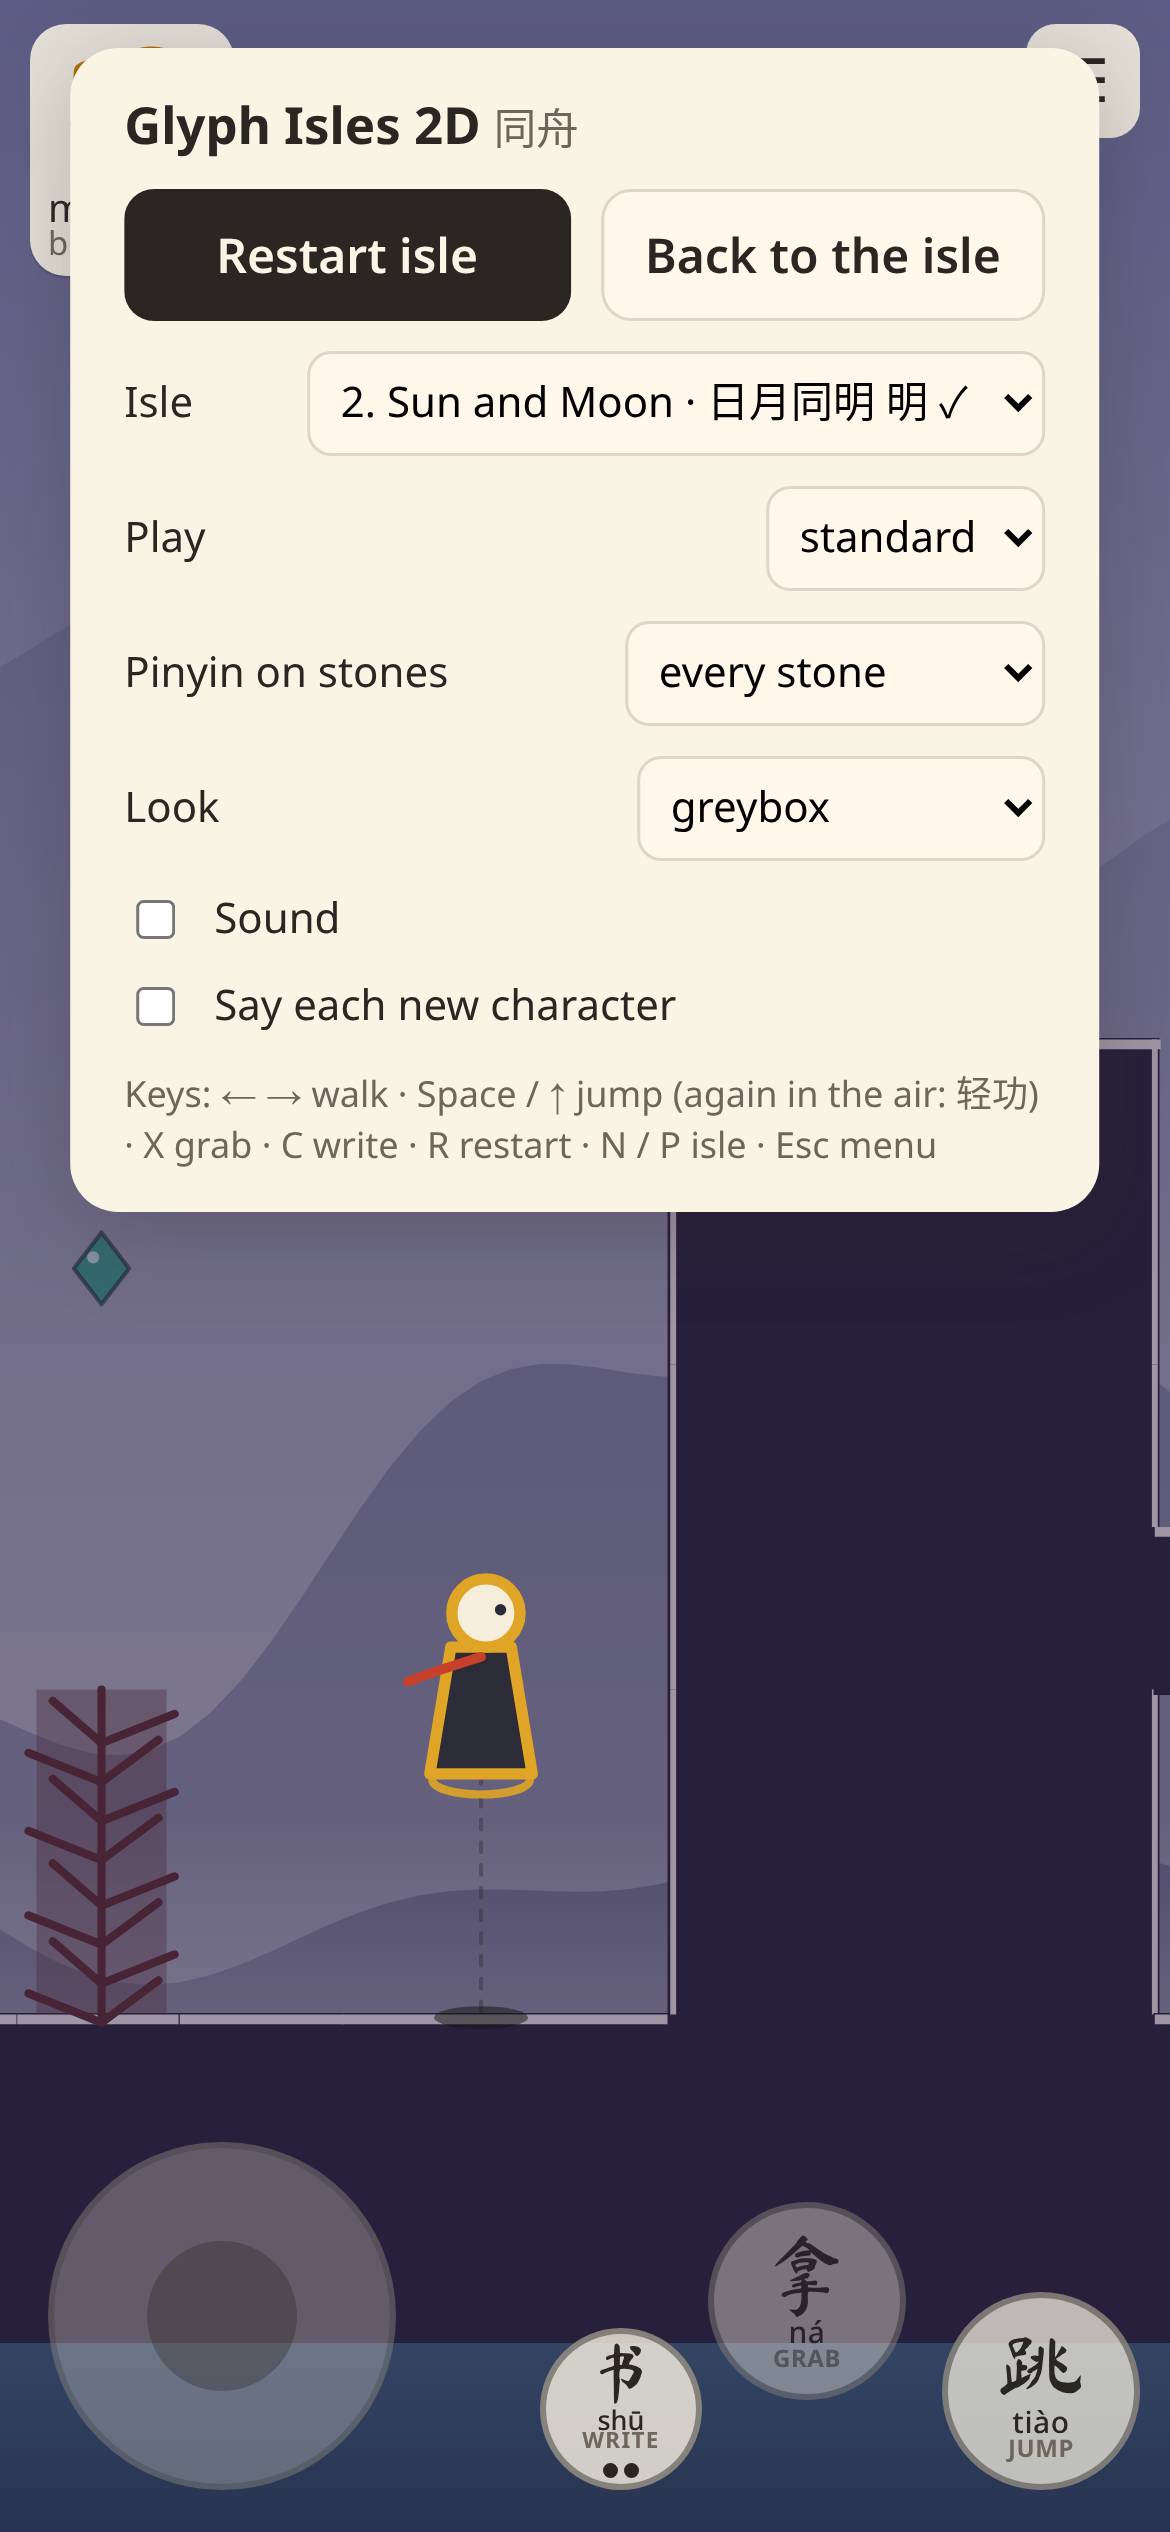 Glyph Isles 2D 同舟
Restart isle
Back to the isle
Isle
2. Sun and Moon · 日月同明 明 ✓
Play
standard
Pinyin on stones
every stone
Look
greybox
Sound
Say each new character
Keys: ← → walk · Space / ↑ jump (again in the air: 轻功)
· X grab · C write · R restart · N / P isle · Esc menu
拿
ná
GRAB
书
shū
WRITE
跳
tiào
JUMP